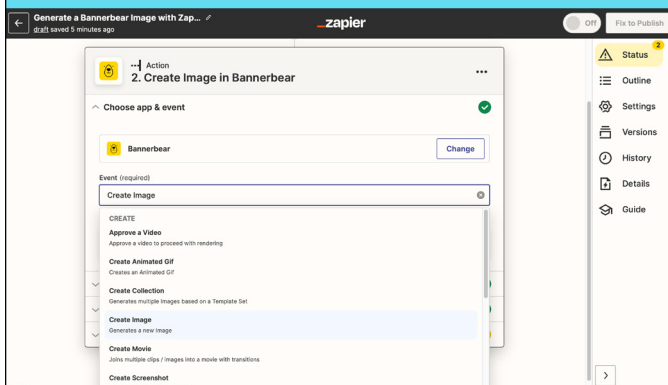 Generate a Bannerbear Image with Zap...
draft saved 5 minutes ago
_zapier
Off
Fix to Publish
Action
2. Create Image in Bannerbear
Choose app & event
Bannerbear
Change
Event (required)
Create Image
CREATE
Approve a Video
Approve a video to proceed with rendering
Create Animated Gif
Creates an Animated Gif
Create Collection
Generates multiple images based on a Template Set
Create Image
Generates a new image
Create Movie
Joins multiple clips / images into a movie with transitions
Create Screenshot
2
Status
Outline
Settings
Versions
History
Details
Guide